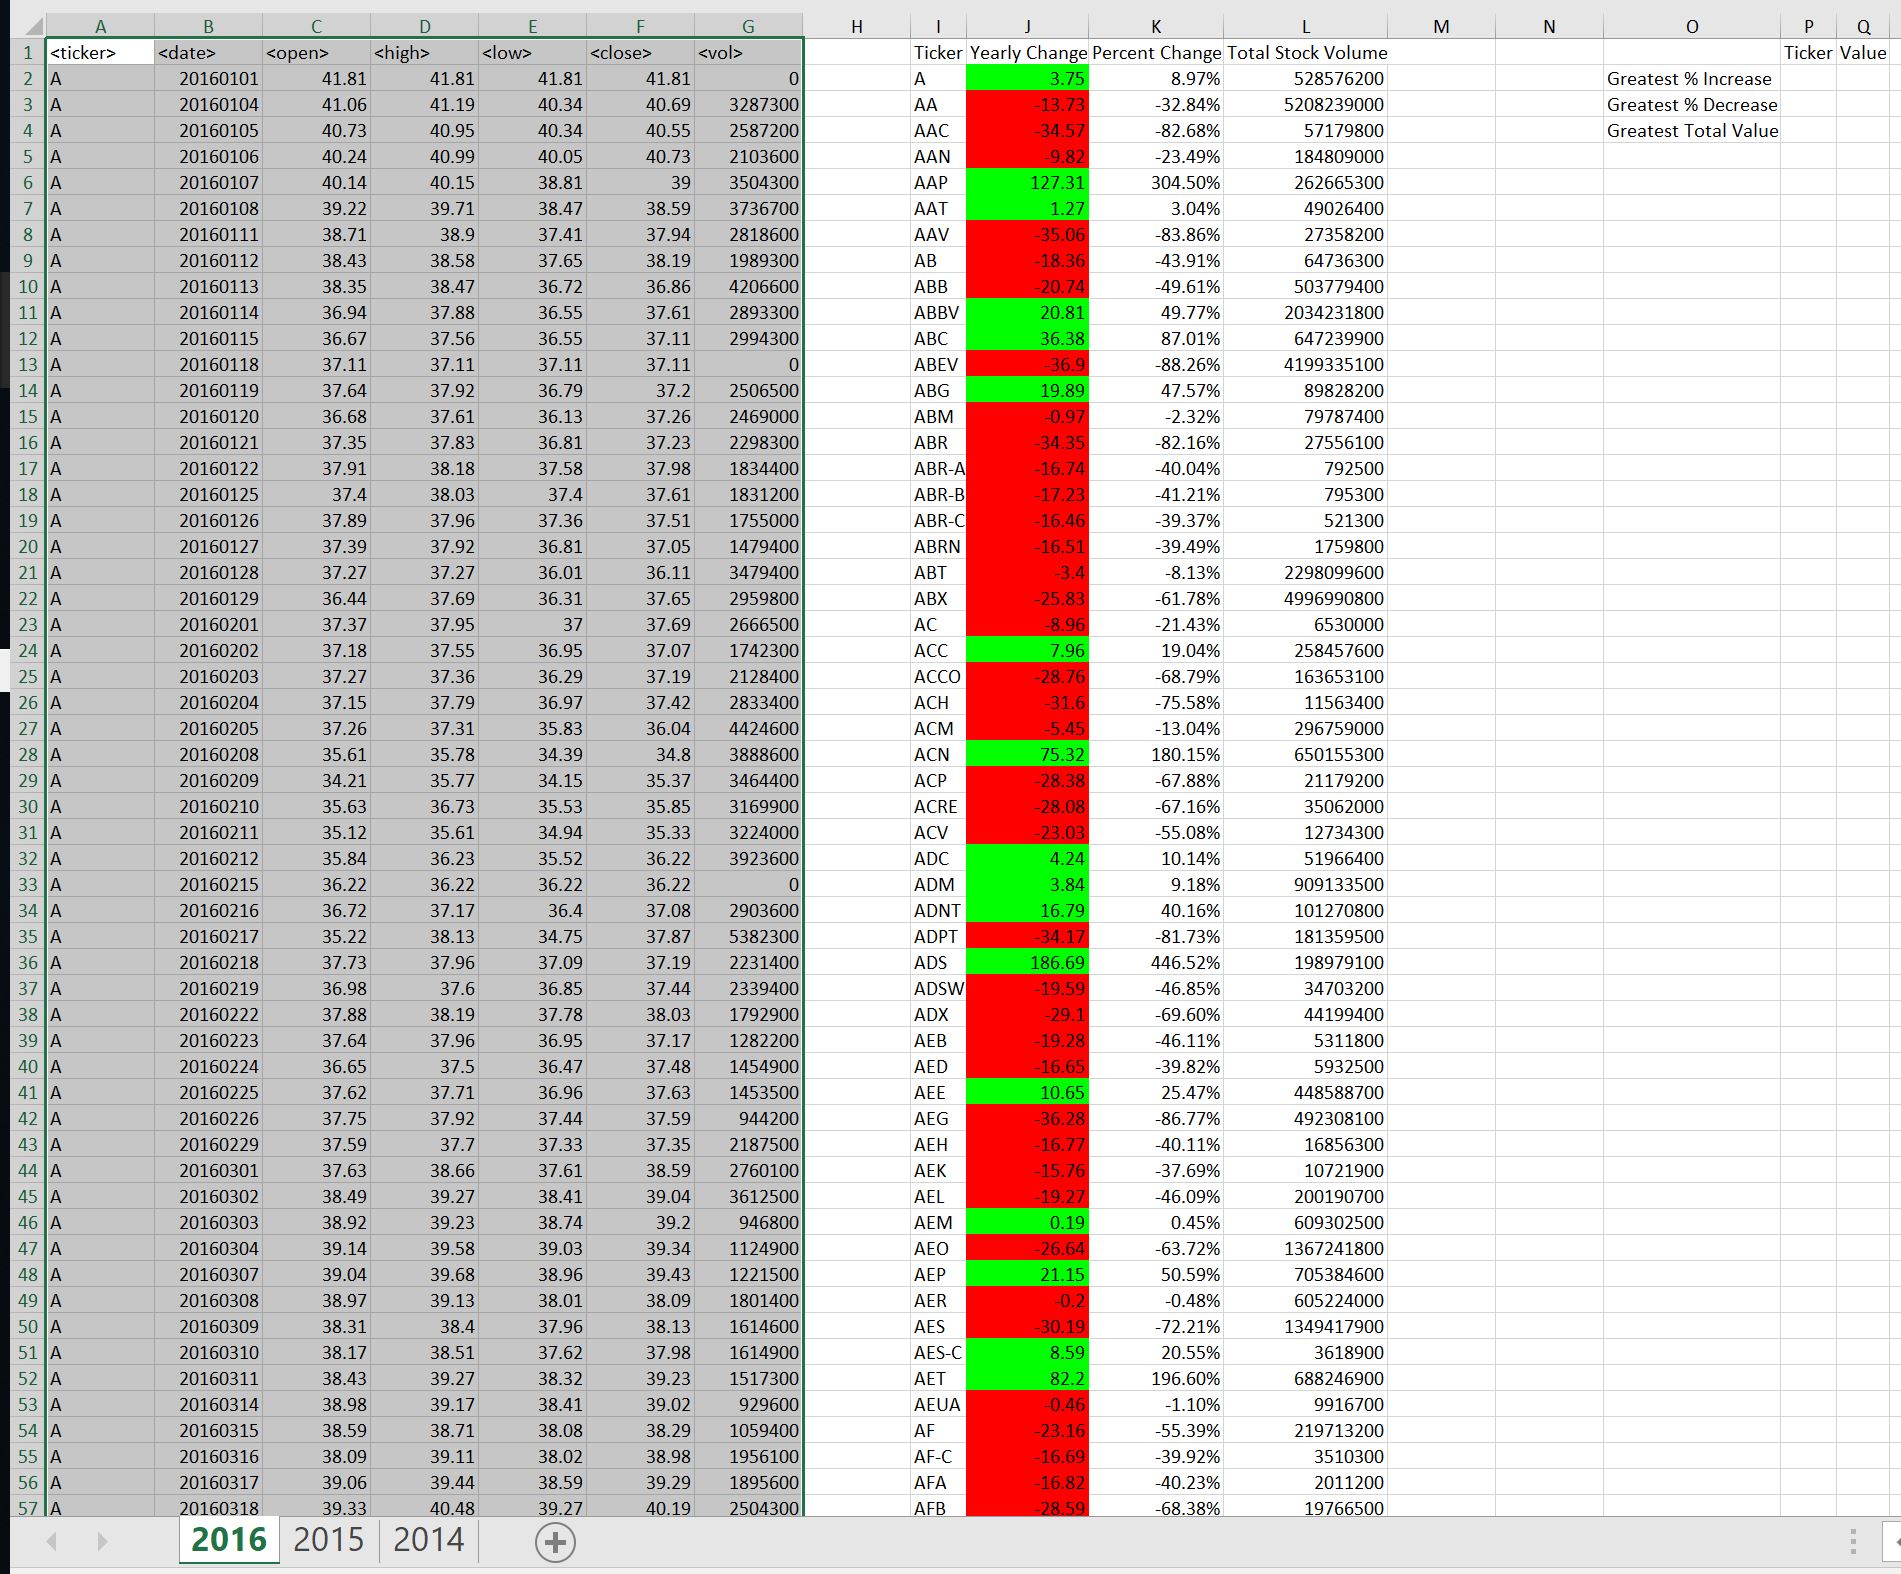 A B C D E F G H I J K L M N O P Q
1 <ticker> <date> <open> <high> <low> <close> <vol> Ticker Yearly Change Percent Change Total Stock Volume Ticker Value
2 A 20160101 41.81 41.81 41.81 41.81 0 A 3.75 8.97% 528576200 Greatest % Increase
3 A 20160104 41.06 41.19 40.34 40.69 3287300 AA -13.73 -32.84% 5208239000 Greatest % Decrease
4 A 20160105 40.73 40.95 40.34 40.55 2587200 AAC -34.57 -82.68% 57179800 Greatest Total Value
5 A 20160106 40.24 40.99 40.05 40.73 2103600 AAN -9.82 -23.49% 184809000
6 A 20160107 40.14 40.15 38.81 39 3504300 AAP 127.31 304.50% 262665300
7 A 20160108 39.22 39.71 38.47 38.59 3736700 AAT 1.27 3.04% 49026400
8 A 20160111 38.71 38.9 37.41 37.94 2818600 AAV -35.06 -83.86% 27358200
9 A 20160112 38.43 38.58 37.65 38.19 1989300 AB -18.36 -43.91% 64736300
10 A 20160113 38.35 38.47 36.72 36.86 4206600 ABB -20.74 -49.61% 503779400
11 A 20160114 36.94 37.88 36.55 37.61 2893300 ABBV 20.81 49.77% 2034231800
12 A 20160115 36.67 37.56 36.55 37.11 2994300 ABC 36.38 87.01% 647239900
13 A 20160118 37.11 37.11 37.11 37.11 0 ABEV -36.9 -88.26% 4199335100
14 A 20160119 37.64 37.92 36.79 37.2 2506500 ABG 19.89 47.57% 89828200
15 A 20160120 36.68 37.61 36.13 37.26 2469000 ABM -0.97 -2.32% 79787400
16 A 20160121 37.35 37.83 36.81 37.23 2298300 ABR -34.35 -82.16% 27556100
17 A 20160122 37.91 38.18 37.58 37.98 1834400 ABR-A -16.74 -40.04% 792500
18 A 20160125 37.4 38.03 37.4 37.61 1831200 ABR-B -17.23 -41.21% 795300
19 A 20160126 37.89 37.96 37.36 37.51 1755000 ABR-C -16.46 -39.37% 521300
20 A 20160127 37.39 37.92 36.81 37.05 1479400 ABRN -16.51 -39.49% 1759800
21 A 20160128 37.27 37.27 36.01 36.11 3479400 ABT -3.4 -8.13% 2298099600
22 A 20160129 36.44 37.69 36.31 37.65 2959800 ABX -25.83 -61.78% 4996990800
23 A 20160201 37.37 37.95 37 37.69 2666500 AC -8.96 -21.43% 6530000
24 A 20160202 37.18 37.55 36.95 37.07 1742300 ACC 7.96 19.04% 258457600
25 A 20160203 37.27 37.36 36.29 37.19 2128400 ACCO -28.76 -68.79% 163653100
26 A 20160204 37.15 37.79 36.97 37.42 2833400 ACH -31.6 -75.58% 11563400
27 A 20160205 37.26 37.31 35.83 36.04 4424600 ACM -5.45 -13.04% 296759000
28 A 20160208 35.61 35.78 34.39 34.8 3888600 ACN 75.32 180.15% 650155300
29 A 20160209 34.21 35.77 34.15 35.37 3464400 ACP -28.38 -67.88% 21179200
30 A 20160210 35.63 36.73 35.53 35.85 3169900 ACRE -28.08 -67.16% 35062000
31 A 20160211 35.12 35.61 34.94 35.33 3224000 ACV -23.03 -55.08% 12734300
32 A 20160212 35.84 36.23 35.52 36.22 3923600 ADC 4.24 10.14% 51966400
33 A 20160215 36.22 36.22 36.22 36.22 0 ADM 3.84 9.18% 909133500
34 A 20160216 36.72 37.17 36.4 37.08 2903600 ADNT 16.79 40.16% 101270800
35 A 20160217 35.22 38.13 34.75 37.87 5382300 ADPT -34.17 -81.73% 181359500
36 A 20160218 37.73 37.96 37.09 37.19 2231400 ADS 186.69 446.52% 198979100
37 A 20160219 36.98 37.6 36.85 37.44 2339400 ADSW -19.59 -46.85% 34703200
38 A 20160222 37.88 38.19 37.78 38.03 1792900 ADX -29.1 -69.60% 44199400
39 A 20160223 37.64 37.96 36.95 37.17 1282200 AEB -19.28 -46.11% 5311800
40 A 20160224 36.65 37.5 36.47 37.48 1454900 AED -16.65 -39.82% 5932500
41 A 20160225 37.62 37.71 36.96 37.63 1453500 AEE 10.65 25.47% 448588700
42 A 20160226 37.75 37.92 37.44 37.59 944200 AEG -36.28 -86.77% 492308100
43 A 20160229 37.59 37.7 37.33 37.35 2187500 AEH -16.77 -40.11% 16856300
44 A 20160301 37.63 38.66 37.61 38.59 2760100 AEK -15.76 -37.69% 10721900
45 A 20160302 38.49 39.27 38.41 39.04 3612500 AEL -19.27 -46.09% 200190700
46 A 20160303 38.92 39.23 38.74 39.2 946800 AEM 0.19 0.45% 609302500
47 A 20160304 39.14 39.58 39.03 39.34 1124900 AEO -26.64 -63.72% 1367241800
48 A 20160307 39.04 39.68 38.96 39.43 1221500 AEP 21.15 50.59% 705384600
49 A 20160308 38.97 39.13 38.01 38.09 1801400 AER -0.2 -0.48% 605224000
50 A 20160309 38.31 38.4 37.96 38.13 1614600 AES -30.19 -72.21% 1349417900
51 A 20160310 38.17 38.51 37.62 37.98 1614900 AES-C 8.59 20.55% 3618900
52 A 20160311 38.43 39.27 38.32 39.23 1517300 AET 82.2 196.60% 688246900
53 A 20160314 38.98 39.17 38.41 39.02 929600 AEUA -0.46 -1.10% 9916700
54 A 20160315 38.59 38.71 38.08 38.29 1059400 AF -23.16 -55.39% 219713200
55 A 20160316 38.09 39.11 38.02 38.98 1956100 AF-C -16.69 -39.92% 3510300
56 A 20160317 39.06 39.44 38.59 39.29 1895600 AFA -16.82 -40.23% 2011200
57 A 20160318 39.33 40.48 39.27 40.19 2504300 AFB -28.59 -68.38% 19766500
2016 2015 2014